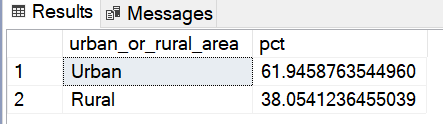 Results Messages
urban_or_rural_area pct
1 Urban 61.9458763544960
2 Rural 38.0541236455039